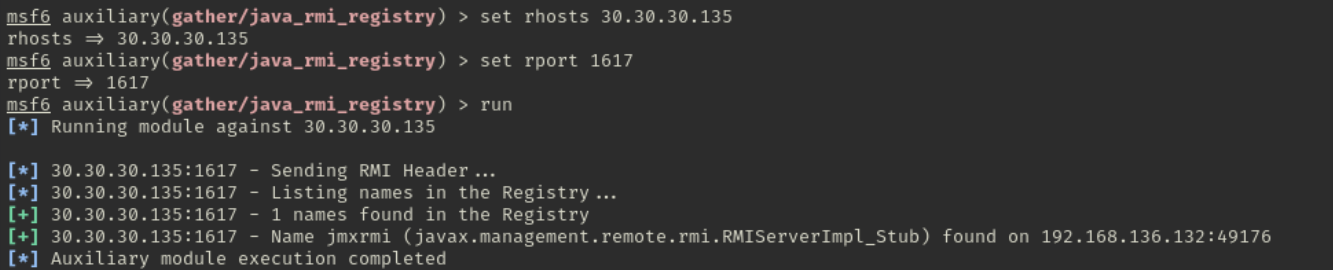 msf6 auxiliary(gather/java_rmi_registry) > set rhosts 30.30.30.135
rhosts ⇒ 30.30.30.135
msf6 auxiliary(gather/java_rmi_registry) > set rport 1617
rport ⇒ 1617
msf6 auxiliary(gather/java_rmi_registry) > run
[*] Running module against 30.30.30.135
[*] 30.30.30.135:1617 - Sending RMI Header...
[*] 30.30.30.135:1617 - Listing names in the Registry...
[+] 30.30.30.135:1617 - 1 names found in the Registry
[+] 30.30.30.135:1617 - Name jmxrmi (javax.management.remote.rmi.RMIServerImpl_Stub) found on 192.168.136.132:49176
[*] Auxiliary module execution completed